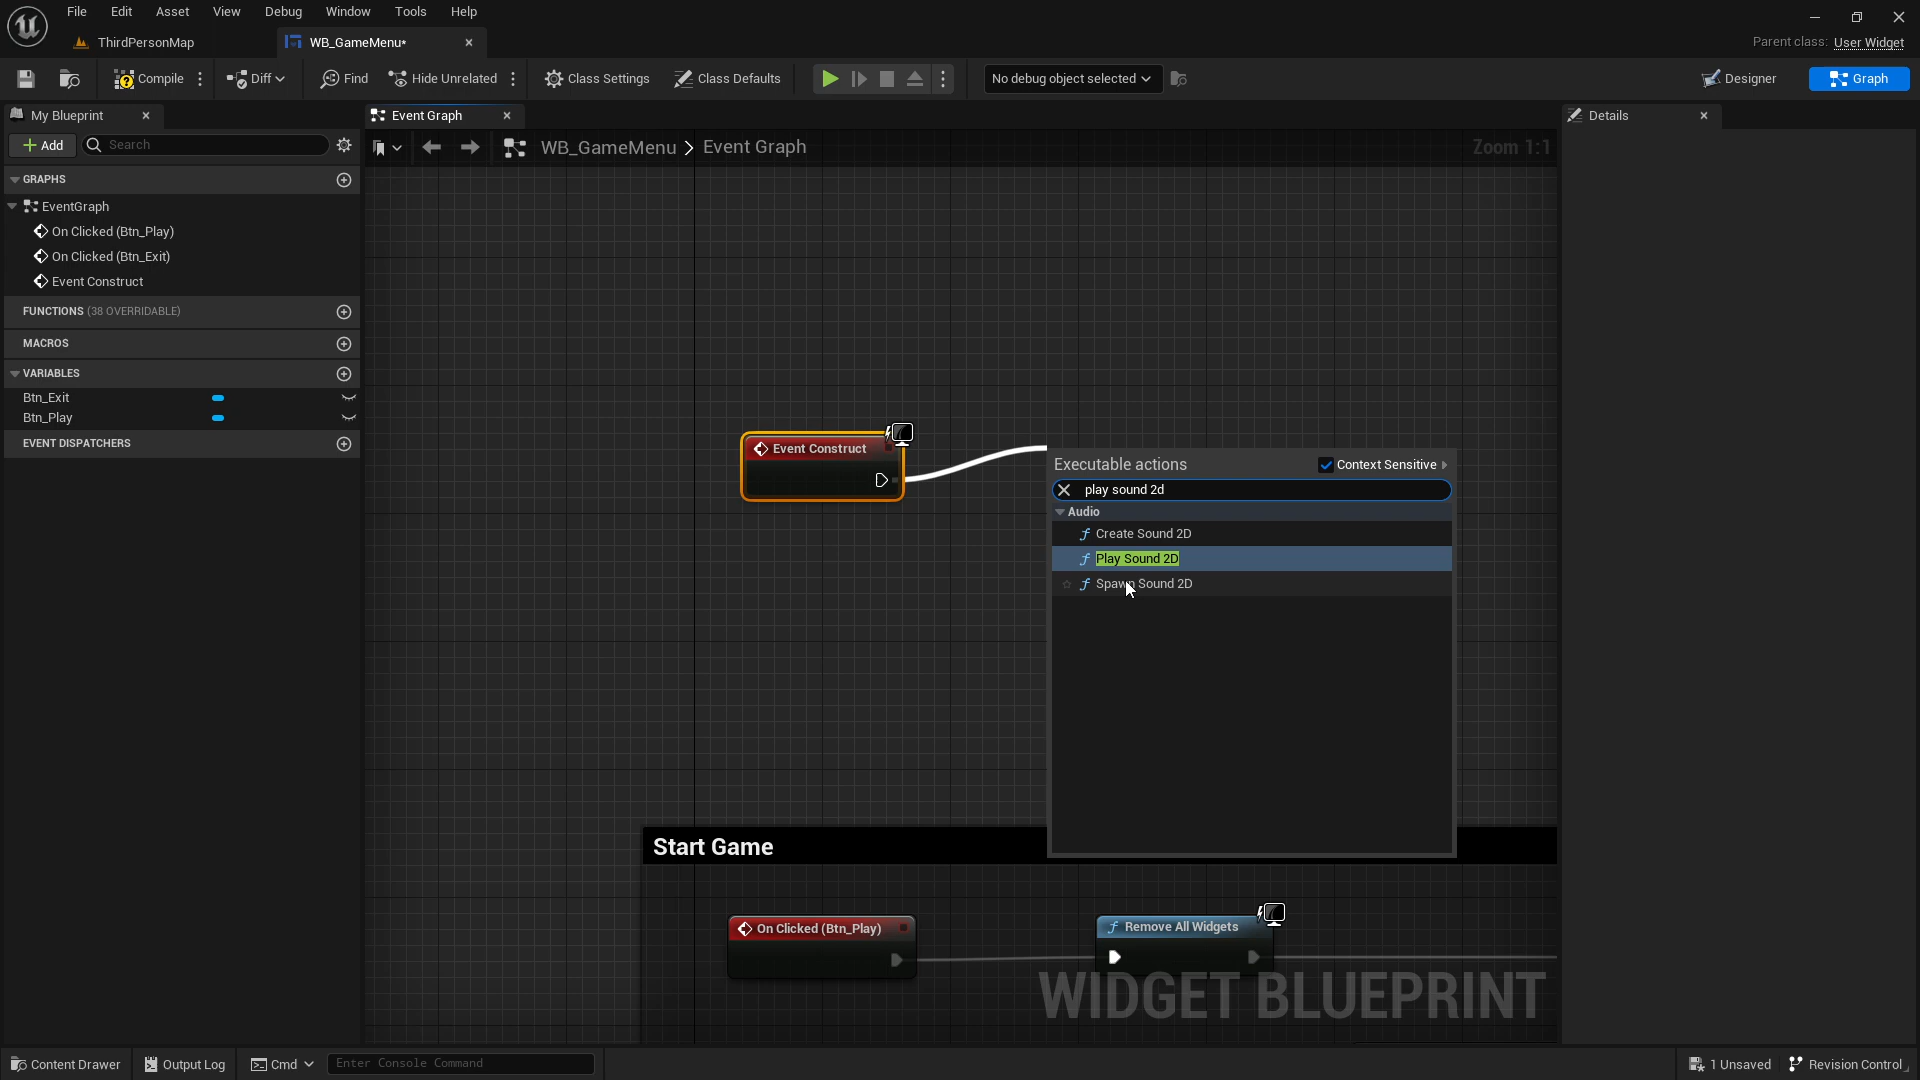 File Edit Asset View Debug Window Tools Help
ThirdPersonMap
WB_GameMenu*
Parent class: User Widget
Compile
Diff
Find
Hide Unrelated
Class Settings
Class Defaults
No debug object selected
Designer
Graph
My Blueprint
Event Graph
Details
Add
Search
WB_GameMenu > Event Graph
Zoom 1:1
GRAPHS
EventGraph
On Clicked (Btn_Play)
On Clicked (Btn_Exit)
Event Construct
FUNCTIONS (38 OVERRIDABLE)
MACROS
VARIABLES
Btn_Exit
Btn_Play
EVENT DISPATCHERS
Event Construct
Executable actions
Context Sensitive
play sound 2d
Audio
Create Sound 2D
Play Sound 2D
Spawn Sound 2D
Start Game
On Clicked (Btn_Play)
Remove All Widgets
WIDGET BLUEPRINT
Content Drawer
Output Log
Cmd
Enter Console Command
1 Unsaved
Revision Control